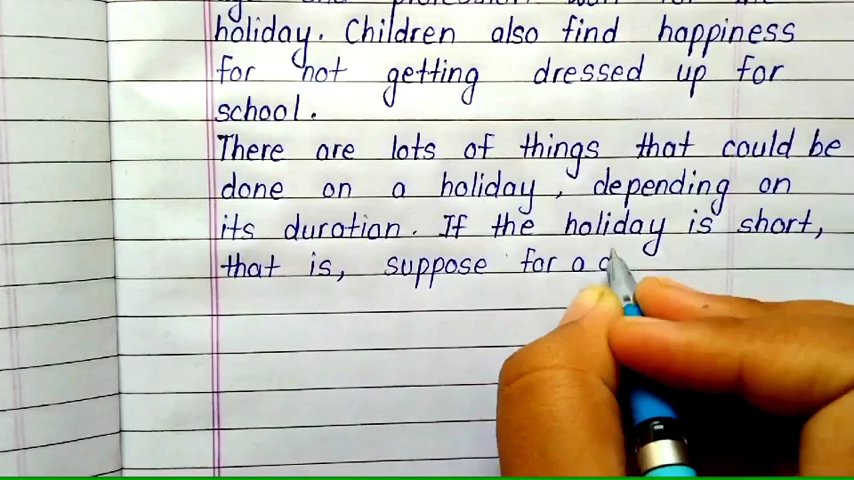 holiday. Children also find happiness
for not getting dressed up for
school.
There are lots of things that could be
done on a holiday, depending on
its duration. If the holiday is short,
that is, suppose for a